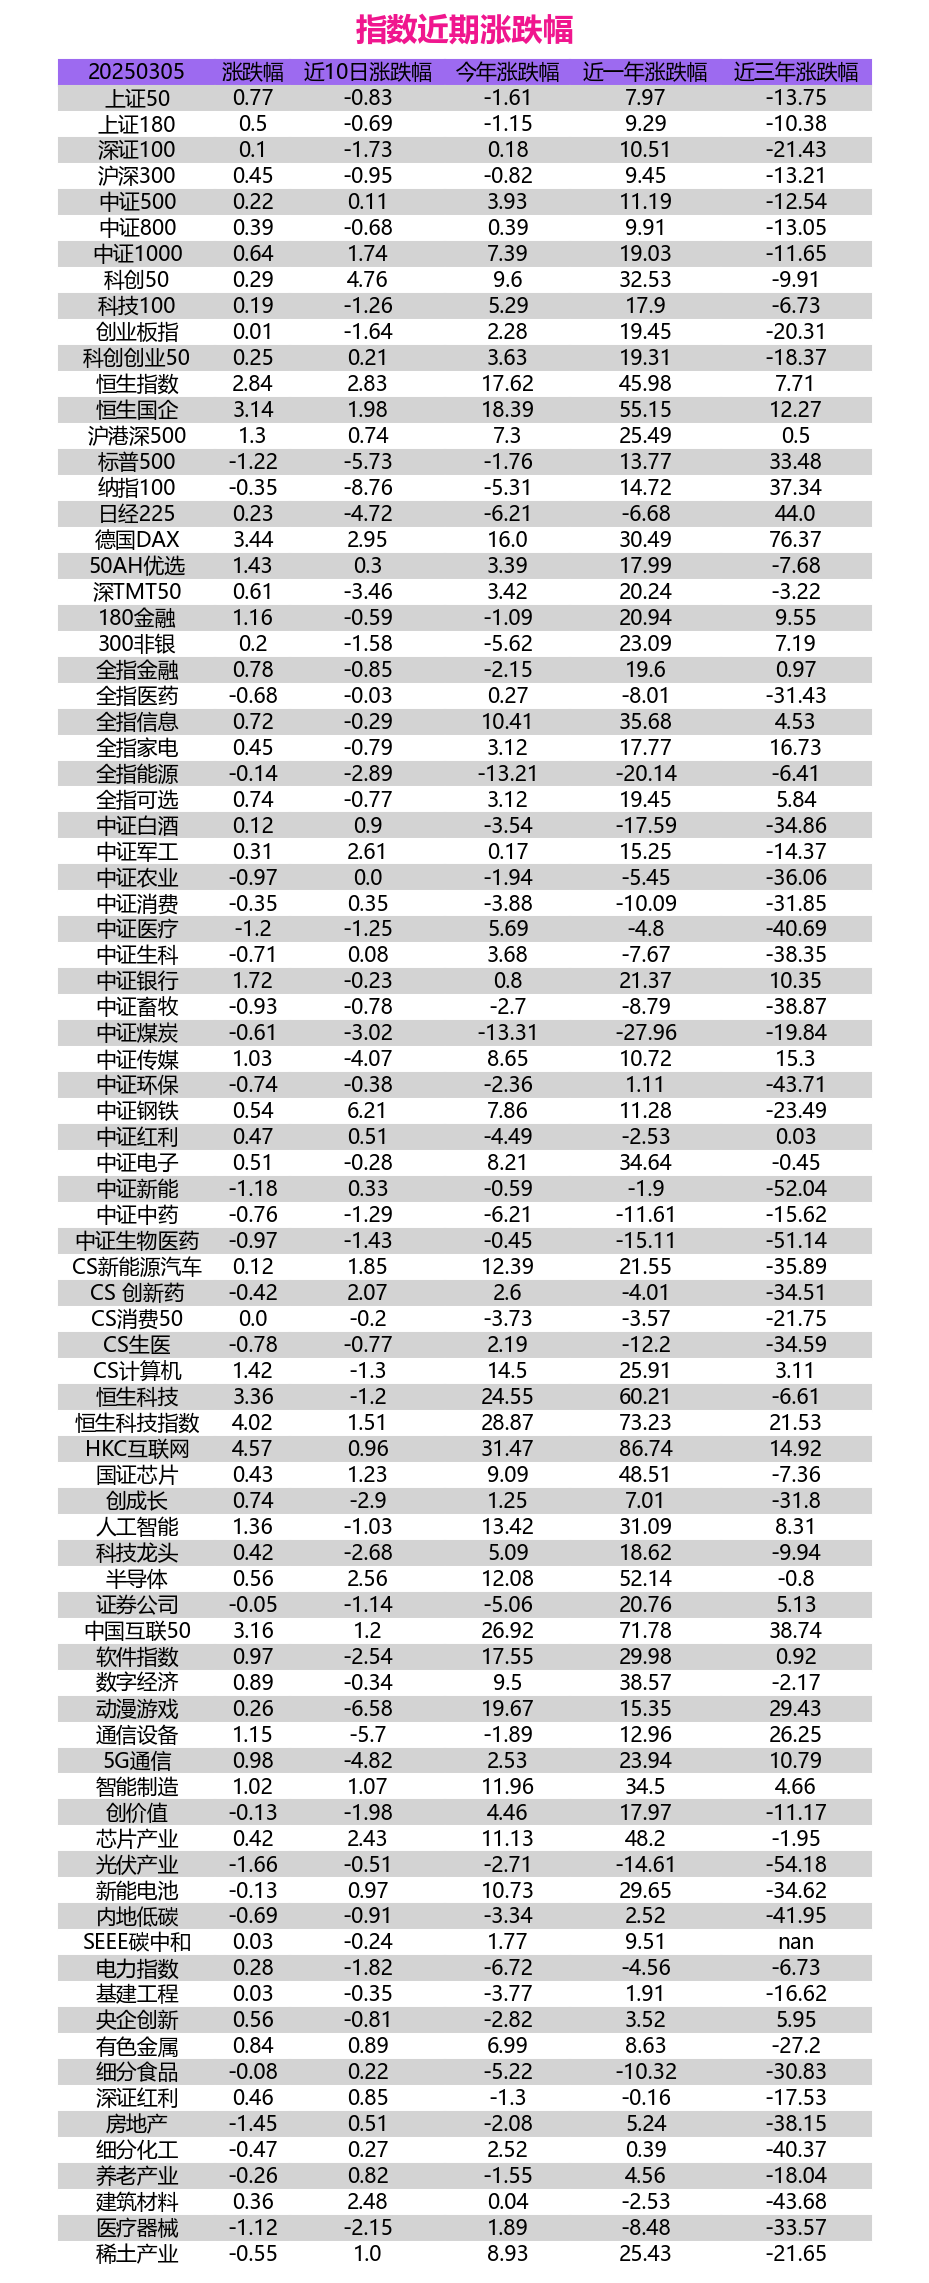 指数近期涨跌幅
20250305 涨跌幅 近10日涨跌幅 今年涨跌幅 近一年涨跌幅 近三年涨跌幅
上证50 0.77 -0.83 -1.61 7.97 -13.75
上证180 0.5 -0.69 -1.15 9.29 -10.38
深证100 0.1 -1.73 0.18 10.51 -21.43
沪深300 0.45 -0.95 -0.82 9.45 -13.21
中证500 0.22 0.11 3.93 11.19 -12.54
中证800 0.39 -0.68 0.39 9.91 -13.05
中证1000 0.64 1.74 7.39 19.03 -11.65
科创50 0.29 4.76 9.6 32.53 -9.91
科技100 0.19 -1.26 5.29 17.9 -6.73
创业板指 0.01 -1.64 2.28 19.45 -20.31
科创创业50 0.25 0.21 3.63 19.31 -18.37
恒生指数 2.84 2.83 17.62 45.98 7.71
恒生国企 3.14 1.98 18.39 55.15 12.27
沪港深500 1.3 0.74 7.3 25.49 0.5
标普500 -1.22 -5.73 -1.76 13.77 33.48
纳指100 -0.35 -8.76 -5.31 14.72 37.34
日经225 0.23 -4.72 -6.21 -6.68 44.0
德国DAX 3.44 2.95 16.0 30.49 76.37
50AH优选 1.43 0.3 3.39 17.99 -7.68
深TMT50 0.61 -3.46 3.42 20.24 -3.22
180金融 1.16 -0.59 -1.09 20.94 9.55
300非银 0.2 -1.58 -5.62 23.09 7.19
全指金融 0.78 -0.85 -2.15 19.6 0.97
全指医药 -0.68 -0.03 0.27 -8.01 -31.43
全指信息 0.72 -0.29 10.41 35.68 4.53
全指家电 0.45 -0.79 3.12 17.77 16.73
全指能源 -0.14 -2.89 -13.21 -20.14 -6.41
全指可选 0.74 -0.77 3.12 19.45 5.84
中证白酒 0.12 0.9 -3.54 -17.59 -34.86
中证军工 0.31 2.61 0.17 15.25 -14.37
中证农业 -0.97 0.0 -1.94 -5.45 -36.06
中证消费 -0.35 0.35 -3.88 -10.09 -31.85
中证医疗 -1.2 -1.25 5.69 -4.8 -40.69
中证生科 -0.71 0.08 3.68 -7.67 -38.35
中证银行 1.72 -0.23 0.8 21.37 10.35
中证畜牧 -0.93 -0.78 -2.7 -8.79 -38.87
中证煤炭 -0.61 -3.02 -13.31 -27.96 -19.84
中证传媒 1.03 -4.07 8.65 10.72 15.3
中证环保 -0.74 -0.38 -2.36 1.11 -43.71
中证钢铁 0.54 6.21 7.86 11.28 -23.49
中证红利 0.47 0.51 -4.49 -2.53 0.03
中证电子 0.51 -0.28 8.21 34.64 -0.45
中证新能 -1.18 0.33 -0.59 -1.9 -52.04
中证中药 -0.76 -1.29 -6.21 -11.61 -15.62
中证生物医药 -0.97 -1.43 -0.45 -15.11 -51.14
CS新能源汽车 0.12 1.85 12.39 21.55 -35.89
CS 创新药 -0.42 2.07 2.6 -4.01 -34.51
CS消费50 0.0 -0.2 -3.73 -3.57 -21.75
CS生医 -0.78 -0.77 2.19 -12.2 -34.59
CS计算机 1.42 -1.3 14.5 25.91 3.11
恒生科技 3.36 -1.2 24.55 60.21 -6.61
恒生科技指数 4.02 1.51 28.87 73.23 21.53
HKC互联网 4.57 0.96 31.47 86.74 14.92
国证芯片 0.43 1.23 9.09 48.51 -7.36
创成长 0.74 -2.9 1.25 7.01 -31.8
人工智能 1.36 -1.03 13.42 31.09 8.31
科技龙头 0.42 -2.68 5.09 18.62 -9.94
半导体 0.56 2.56 12.08 52.14 -0.8
证券公司 -0.05 -1.14 -5.06 20.76 5.13
中国互联50 3.16 1.2 26.92 71.78 38.74
软件指数 0.97 -2.54 17.55 29.98 0.92
数字经济 0.89 -0.34 9.5 38.57 -2.17
动漫游戏 0.26 -6.58 19.67 15.35 29.43
通信设备 1.15 -5.7 -1.89 12.96 26.25
5G通信 0.98 -4.82 2.53 23.94 10.79
智能制造 1.02 1.07 11.96 34.5 4.66
创价值 -0.13 -1.98 4.46 17.97 -11.17
芯片产业 0.42 2.43 11.13 48.2 -1.95
光伏产业 -1.66 -0.51 -2.71 -14.61 -54.18
新能电池 -0.13 0.97 10.73 29.65 -34.62
内地低碳 -0.69 -0.91 -3.34 2.52 -41.95
SEEE碳中和 0.03 -0.24 1.77 9.51 nan
电力指数 0.28 -1.82 -6.72 -4.56 -6.73
基建工程 0.03 -0.35 -3.77 1.91 -16.62
央企创新 0.56 -0.81 -2.82 3.52 5.95
有色金属 0.84 0.89 6.99 8.63 -27.2
细分食品 -0.08 0.22 -5.22 -10.32 -30.83
深证红利 0.46 0.85 -1.3 -0.16 -17.53
房地产 -1.45 0.51 -2.08 5.24 -38.15
细分化工 -0.47 0.27 2.52 0.39 -40.37
养老产业 -0.26 0.82 -1.55 4.56 -18.04
建筑材料 0.36 2.48 0.04 -2.53 -43.68
医疗器械 -1.12 -2.15 1.89 -8.48 -33.57
稀土产业 -0.55 1.0 8.93 25.43 -21.65